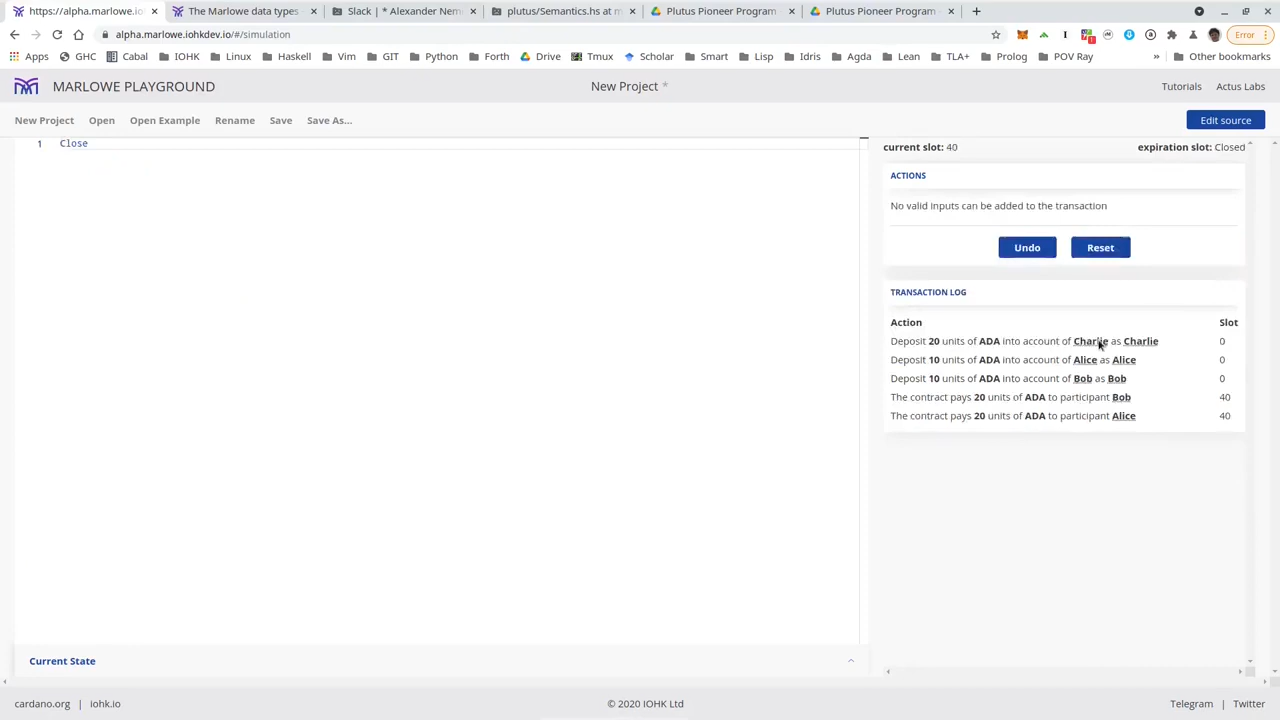 https://alpha.marlowe.io
The Marlowe data types
Slack | * Alexander Nem
plutus/Semantics.hs at m
Plutus Pioneer Program
Plutus Pioneer Program
alpha.marlowe.iohkdev.io/#/simulation
Error
Apps
GHC
Cabal
IOHK
Linux
Haskell
Vim
GIT
Python
Forth
Drive
Tmux
Scholar
Smart
Lisp
Idris
Agda
Lean
TLA+
Prolog
POV Ray
»
Other bookmarks
MARLOWE PLAYGROUND
New Project *
Tutorials
Actus Labs
New Project
Open
Open Example
Rename
Save
Save As...
Edit source
1 Close
current slot: 40
expiration slot: Closed
ACTIONS
No valid inputs can be added to the transaction
Undo
Reset
TRANSACTION LOG
Action Slot
Deposit 20 units of ADA into account of Charlie as Charlie 0
Deposit 10 units of ADA into account of Alice as Alice 0
Deposit 10 units of ADA into account of Bob as Bob 0
The contract pays 20 units of ADA to participant Bob 40
The contract pays 20 units of ADA to participant Alice 40
Current State
cardano.org | iohk.io
© 2020 IOHK Ltd
Telegram | Twitter